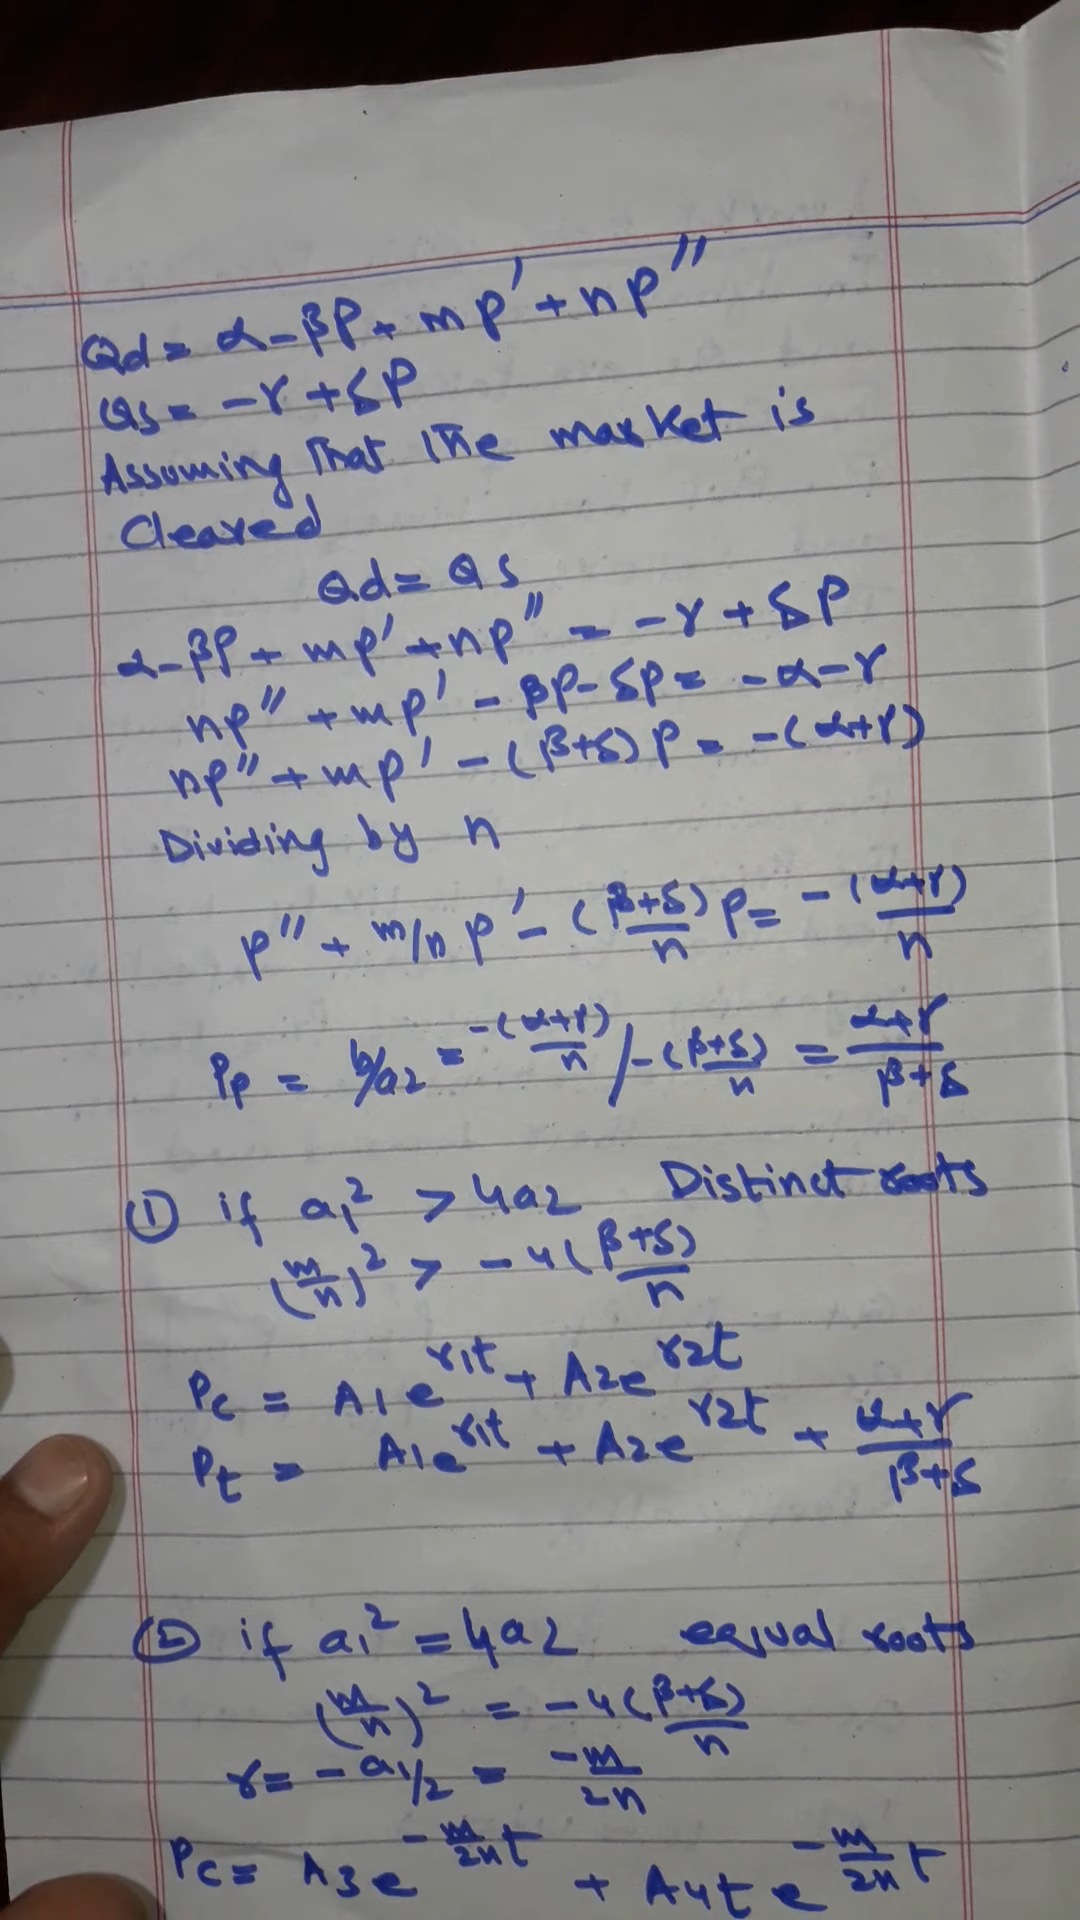 Qd = α - βP + mp' + np''
Qs = -γ + δP
Assuming That the market is
Cleared
Qd = Qs
α - βP + mp' + np'' = -γ + δP
np'' + mp' - βP - δP = -α - γ
np'' + mp' - (β+δ)P = -(α+γ)
Dividing by n
p'' + m/n p' - (β+δ)/n P = -(α+γ)/n
Pp = b/a2 = -(α+γ)/n / -(β+δ)/n = α+γ/β+δ
① if a1² > 4a2 Distinct roots
(m/n)² > -4(β+δ)/n
Pc = A1e^r1t + A2e^r2t
Pt = A1e^r1t + A2e^r2t + α+γ/β+δ
② if a1² = 4a2 equal roots
(m/n)² = -4(β+δ)/n
r = -a1/2 = -m/2n
Pc = A3e^-m/2n t + A4te^-m/2n t